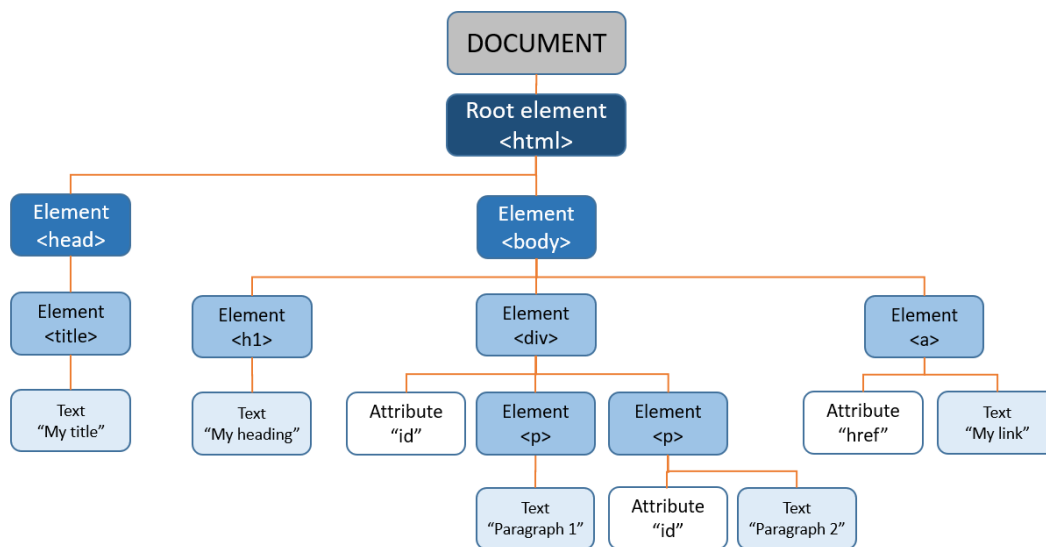 DOCUMENT
Root element
<html>
Element
<head>
Element
<body>
Element
<title>
Element
<h1>
Element
<div>
Element
<a>
Text
“My title”
Text
“My heading”
Attribute
“id”
Element
<p>
Element
<p>
Attribute
“href”
Text
“My link”
Text
“Paragraph 1”
Attribute
“id”
Text
“Paragraph 2”